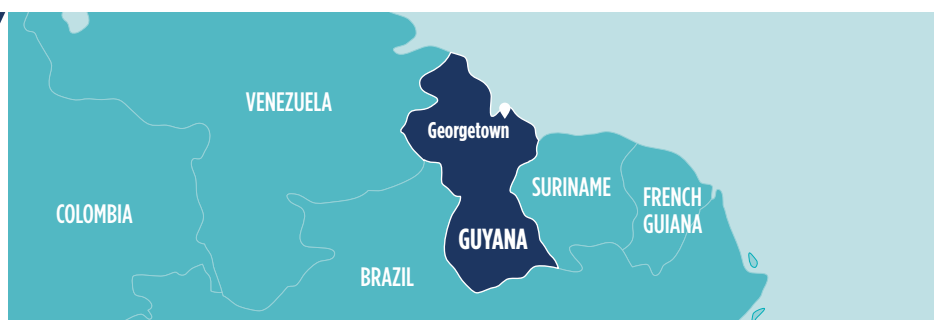 VENEZUELA
Georgetown
COLOMBIA
SURINAME
FRENCH
GUIANA
GUYANA
BRAZIL